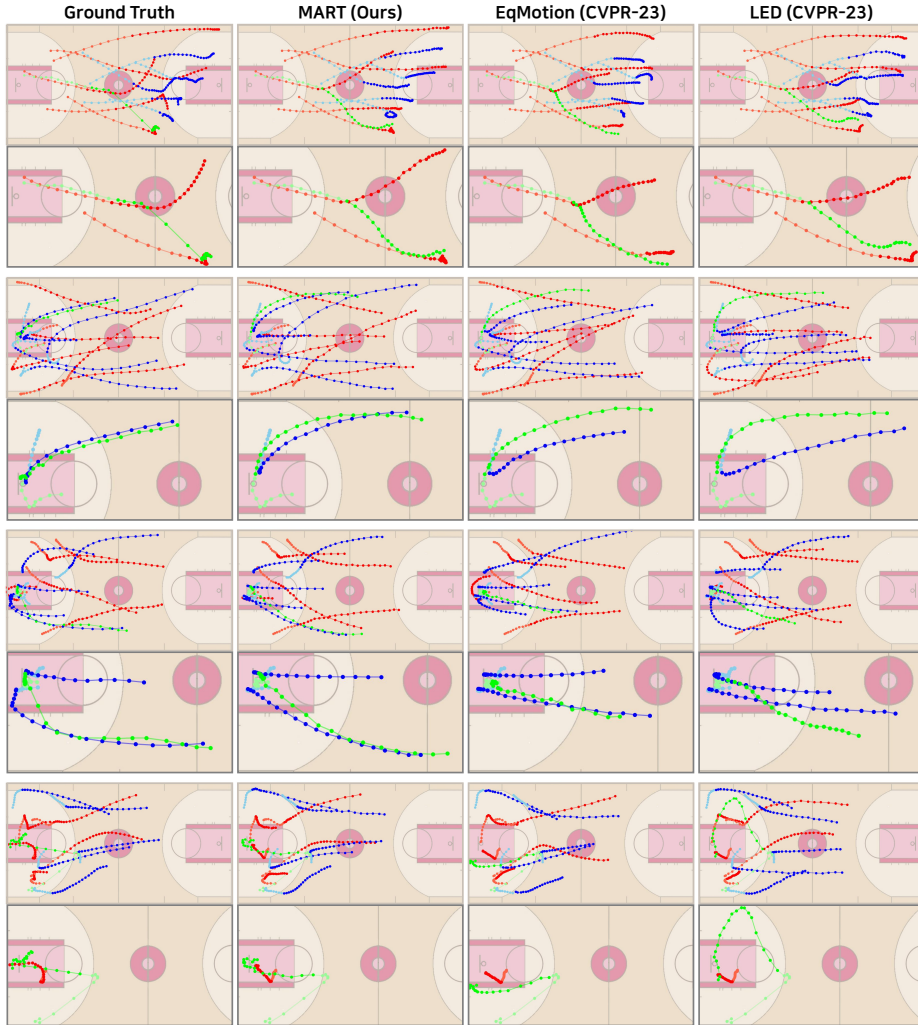 Ground Truth
MART (Ours)
EqMotion (CVPR-23)
LED (CVPR-23)